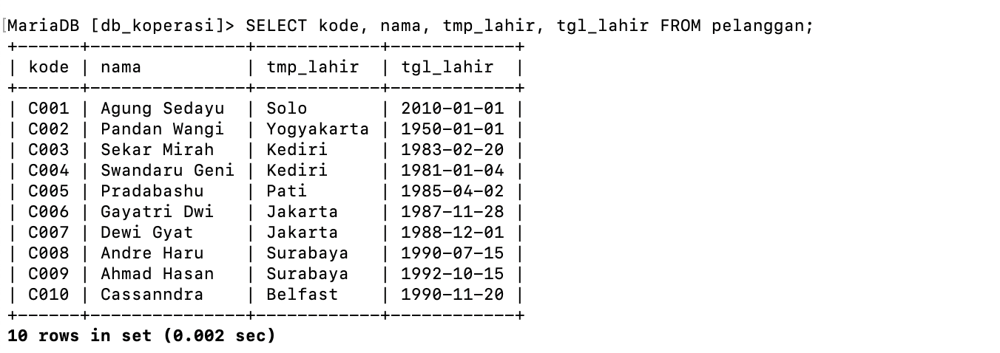 [MariaDB [db_koperasi]> SELECT kode, nama, tmp_lahir, tgl_lahir FROM pelanggan;
+------+---------------+------------+------------+
| kode | nama          | tmp_lahir  | tgl_lahir  |
+------+---------------+------------+------------+
| C001 | Agung Sedayu  | Solo       | 2010-01-01 |
| C002 | Pandan Wangi  | Yogyakarta | 1950-01-01 |
| C003 | Sekar Mirah   | Kediri     | 1983-02-20 |
| C004 | Swandaru Geni | Kediri     | 1981-01-04 |
| C005 | Pradabashu    | Pati       | 1985-04-02 |
| C006 | Gayatri Dwi   | Jakarta    | 1987-11-28 |
| C007 | Dewi Gyat     | Jakarta    | 1988-12-01 |
| C008 | Andre Haru    | Surabaya   | 1990-07-15 |
| C009 | Ahmad Hasan   | Surabaya   | 1992-10-15 |
| C010 | Cassanndra    | Belfast    | 1990-11-20 |
+------+---------------+------------+------------+
10 rows in set (0.002 sec)